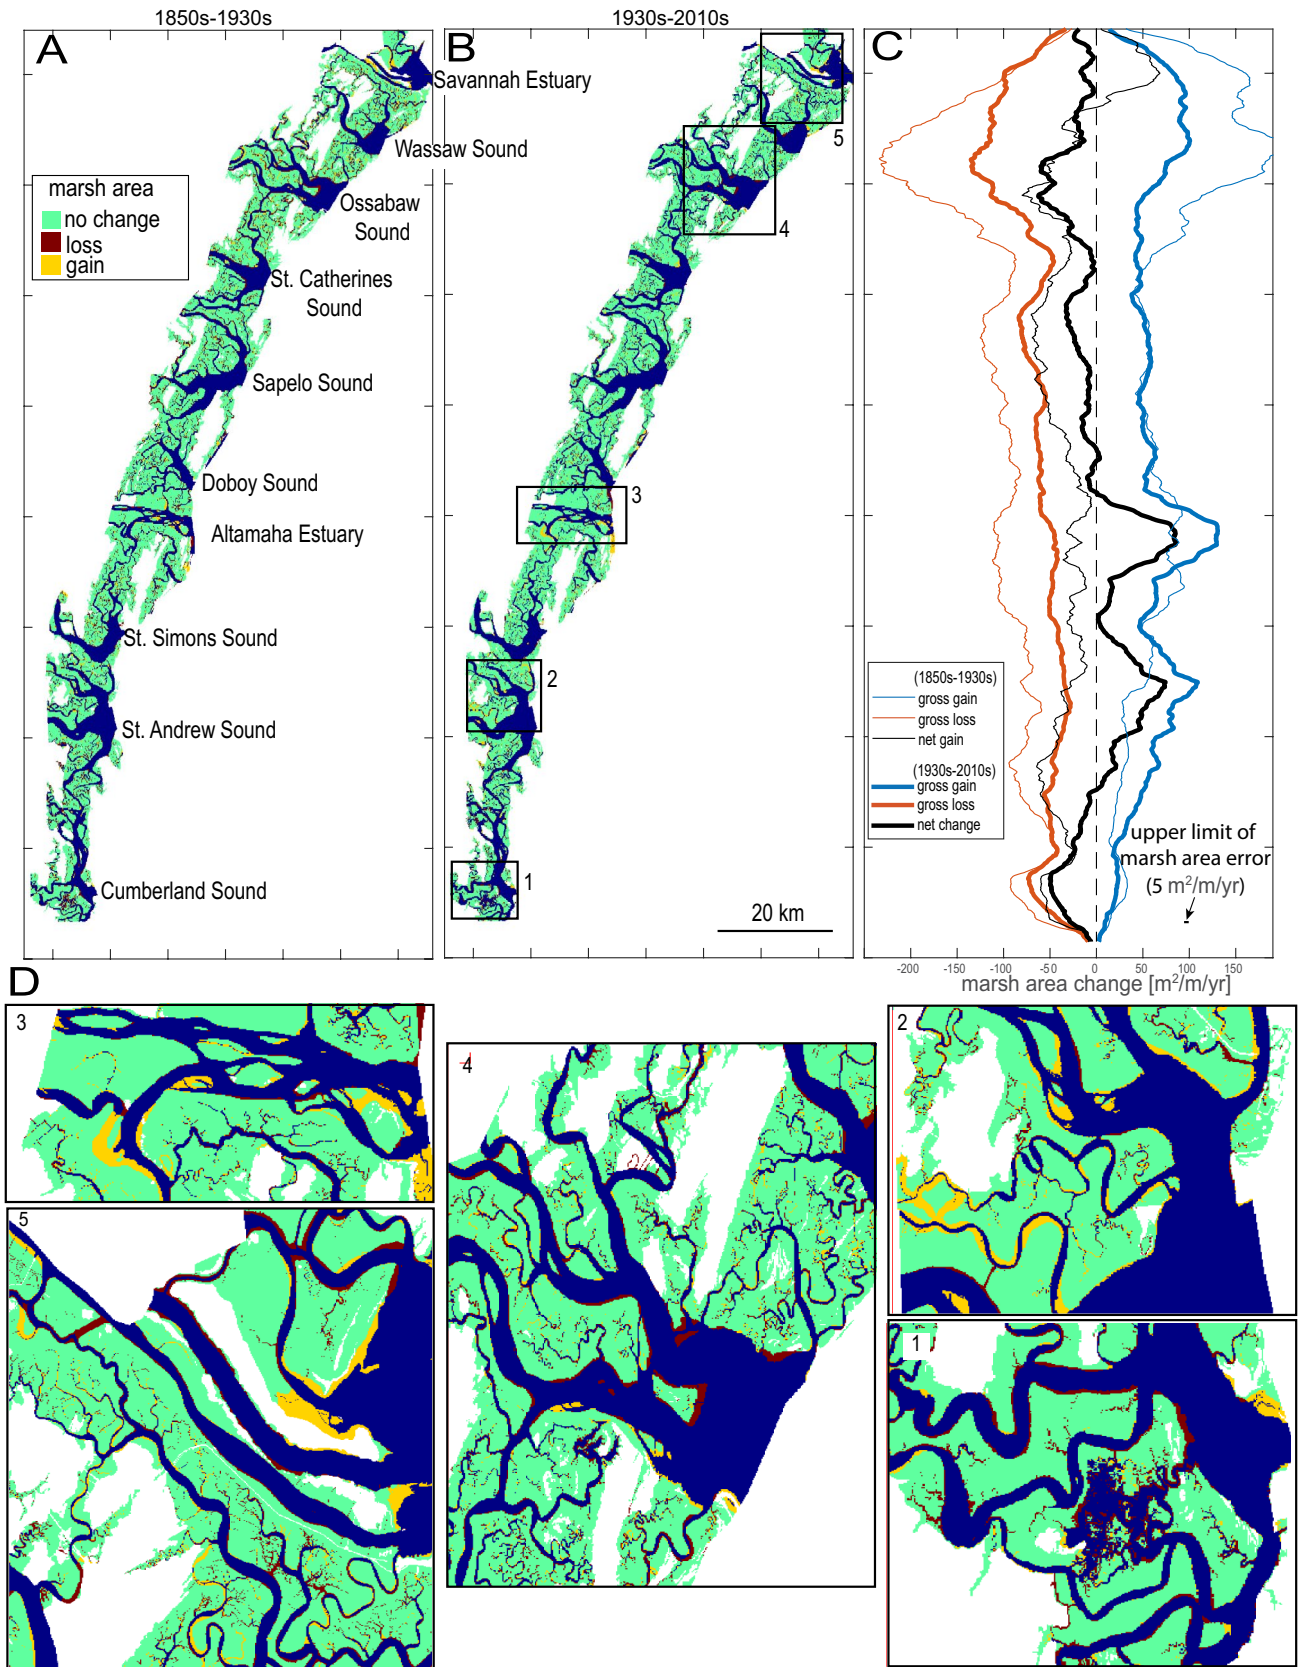 1850s-1930s
1930s-2010s
A
B
C
Savannah Estuary
Wassaw Sound
Ossabaw
Sound
St. Catherines
Sound
Sapelo Sound
Doboy Sound
Altamaha Estuary
St. Simons Sound
St. Andrew Sound
Cumberland Sound
marsh area
no change
loss
gain
5
4
3
2
1
20 km
(1850s-1930s)
gross gain
gross loss
net gain
(1930s-2010s)
gross gain
gross loss
net change
upper limit of
marsh area error
(5 m²/m/yr)
-200 -150 -100 -50 0 50 100 150
marsh area change [m²/m/yr]
D
3
4
2
5
1